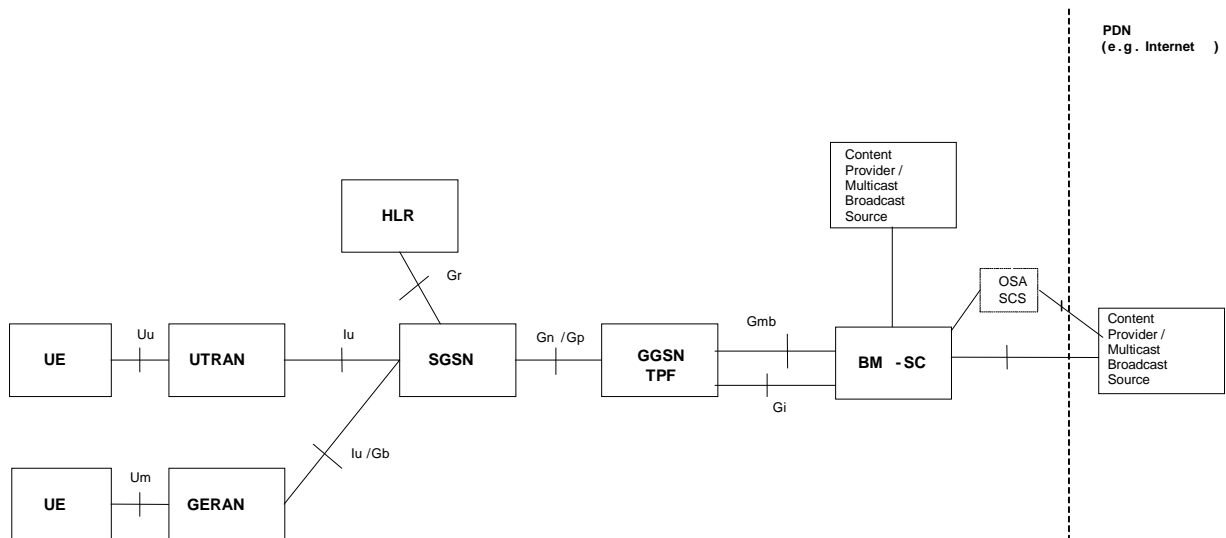 PDN
(e.g. Internet )
Content
Provider /
Multicast
Broadcast
Source
HLR
Gr
OSA
SCS
Uu
Iu
Gn /Gp
Gmb
UE
UTRAN
SGSN
GGSN
TPF
BM -SC
Content
Provider /
Multicast
Broadcast
Source
Gi
Iu /Gb
Um
UE
GERAN